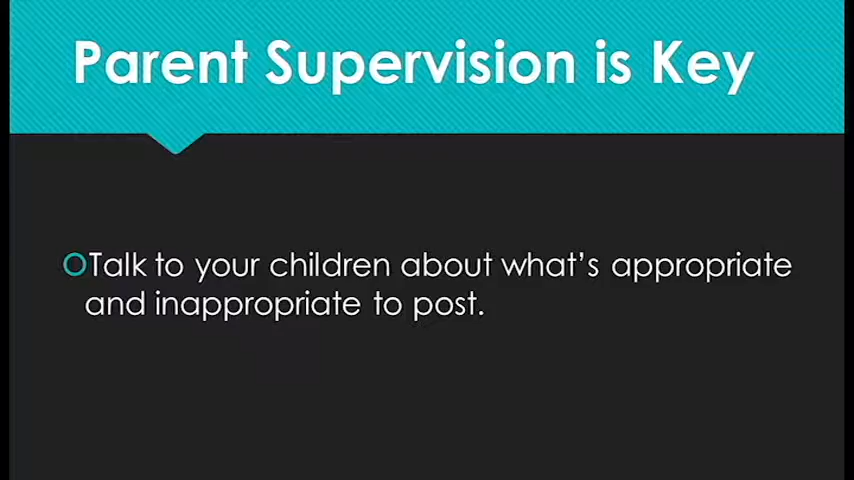 Parent Supervision is Key
Talk to your children about what's appropriate
and inappropriate to post.